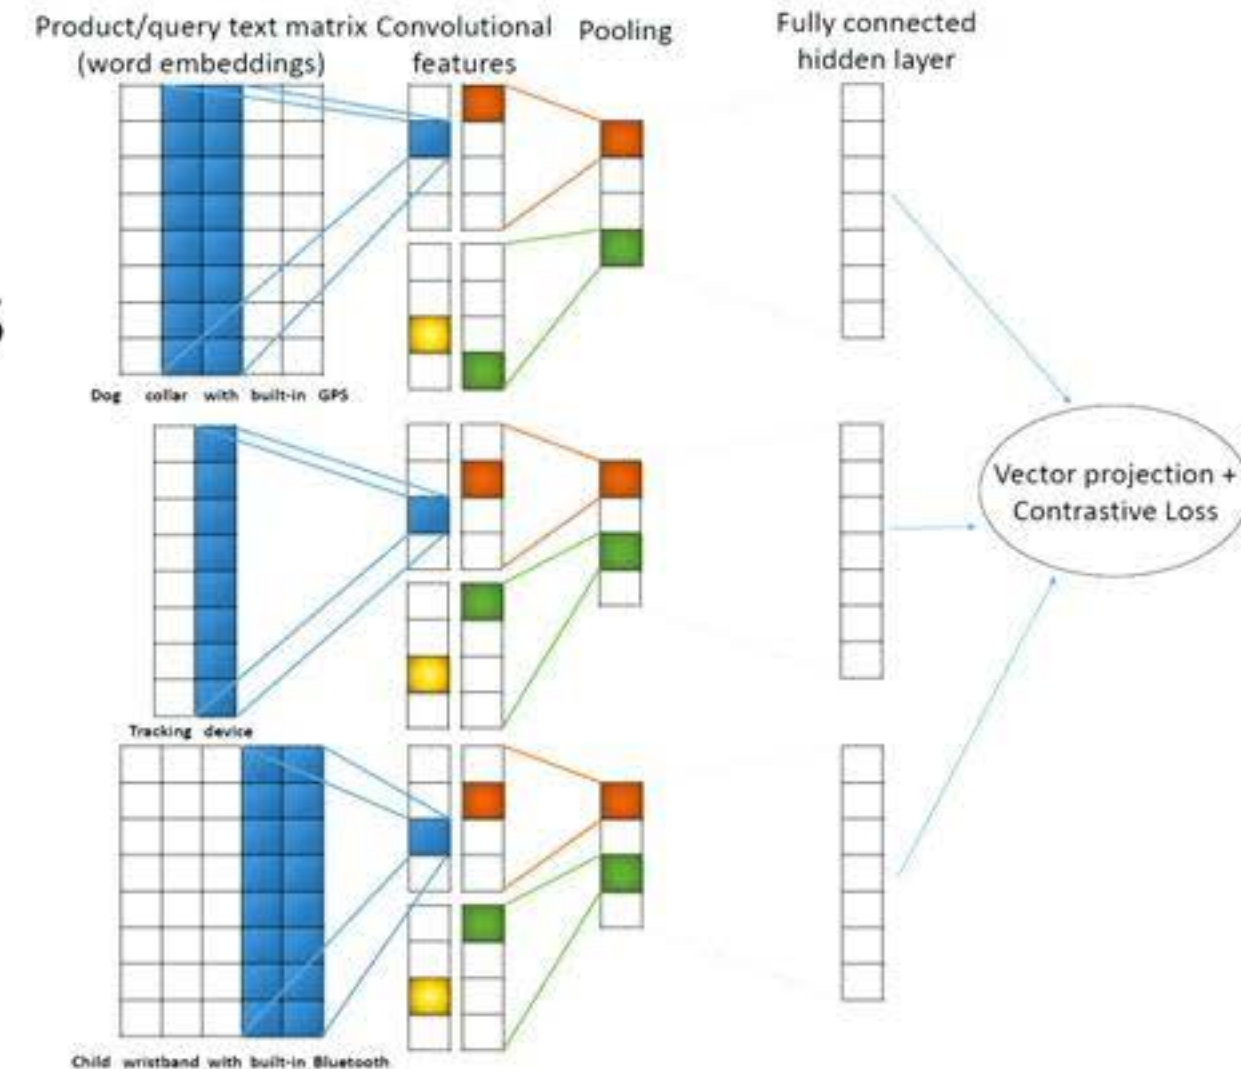 Product/query text matrix
(word embeddings)
Convolutional
features
Pooling
Fully connected
hidden layer
Dog collar with built-in GPS
Tracking device
Child wristband with built-in Bluetooth
Vector projection +
Contrastive Loss